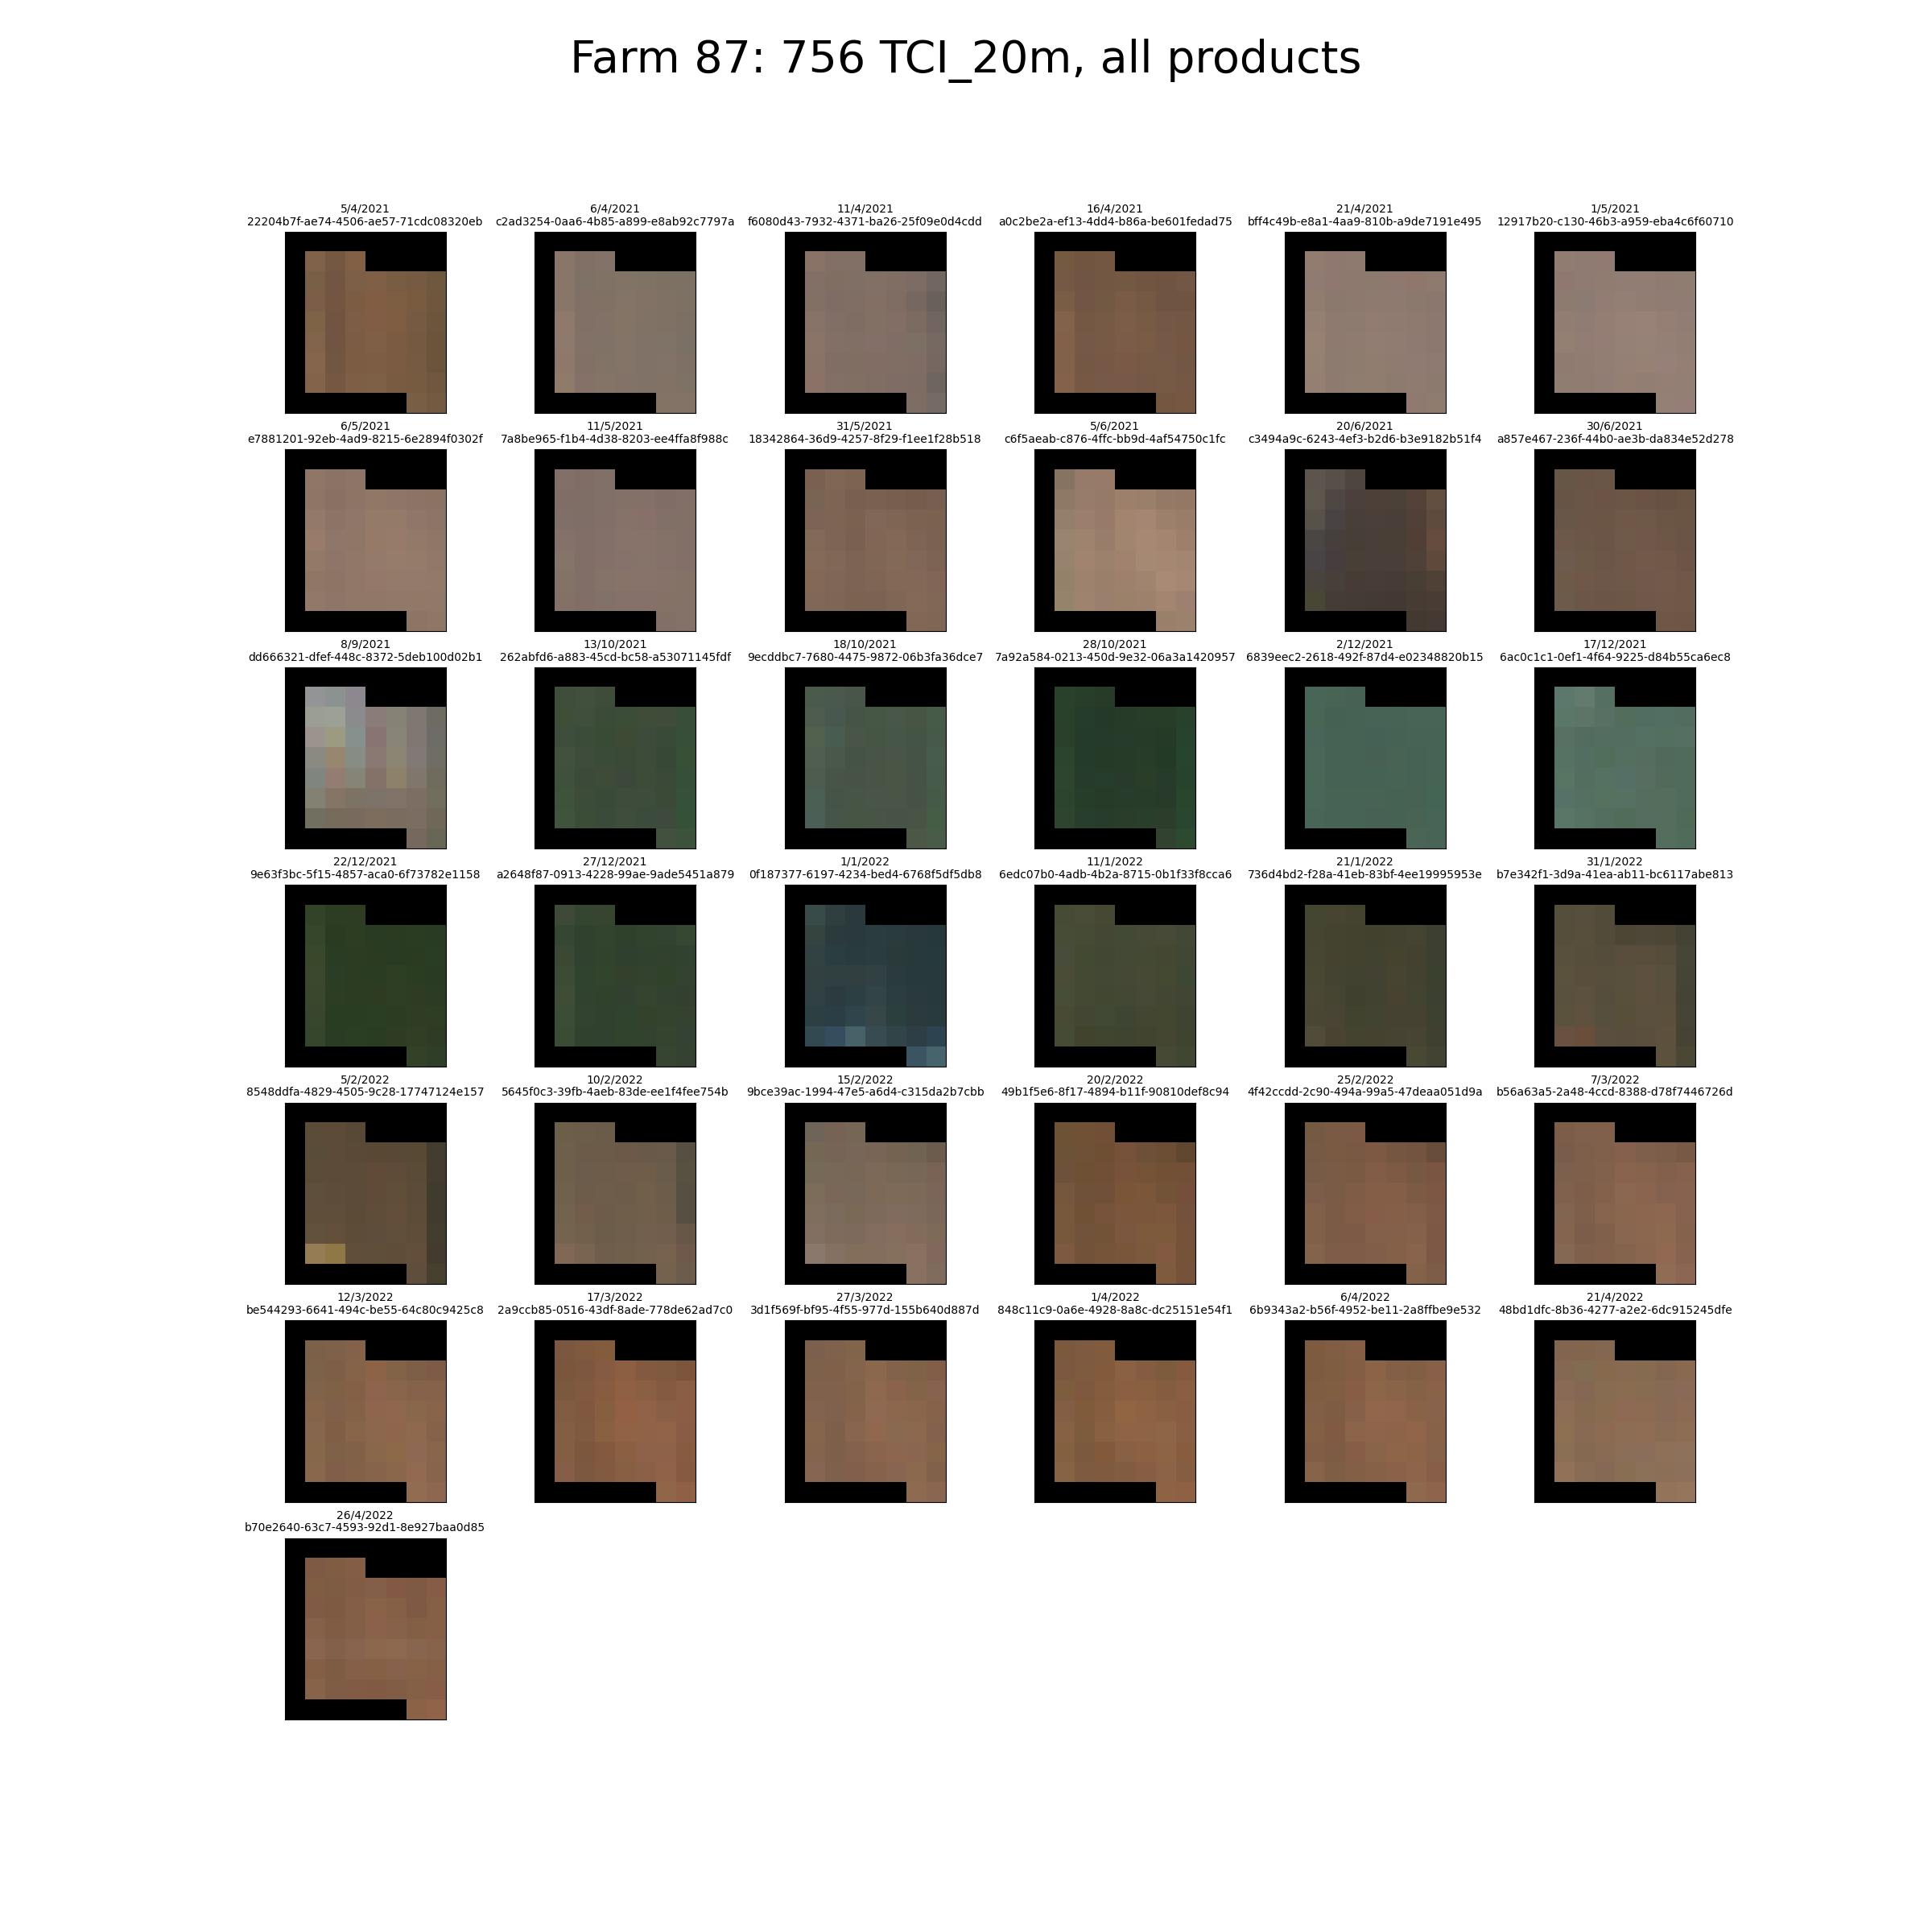 Farm 87: 756 TCI_20m, all products
5/4/2021
22204b7f-ae74-4506-ae57-71cdc08320eb
6/4/2021
c2ad3254-0aa6-4b85-a899-e8ab92c7797a
11/4/2021
f6080d43-7932-4371-ba26-25f09e0d4cdd
16/4/2021
a0c2be2a-ef13-4dd4-b86a-be601fedad75
21/4/2021
bff4c49b-e8a1-4aa9-810b-a9de7191e495
1/5/2021
12917b20-c130-46b3-a959-eba4c6f60710
6/5/2021
e7881201-92eb-4ad9-8215-6e2894f0302f
11/5/2021
7a8be965-f1b4-4d38-8203-ee4ffa8f988c
31/5/2021
18342864-36d9-4257-8f29-f1ee1f28b518
5/6/2021
c6f5aeab-c876-4ffc-bb9d-4af54750c1fc
20/6/2021
c3494a9c-6243-4ef3-b2d6-b3e9182b51f4
30/6/2021
a857e467-236f-44b0-ae3b-da834e52d278
8/9/2021
dd666321-dfef-448c-8372-5deb100d02b1
13/10/2021
262abfd6-a883-45cd-bc58-a53071145fdf
18/10/2021
9ecddbc7-7680-4475-9872-06b3fa36dce7
28/10/2021
7a92a584-0213-450d-9e32-06a3a1420957
2/12/2021
6839eec2-2618-492f-87d4-e02348820b15
17/12/2021
6ac0c1c1-0ef1-4f64-9225-d84b55ca6ec8
22/12/2021
9e63f3bc-5f15-4857-aca0-6f73782e1158
27/12/2021
a2648f87-0913-4228-99ae-9ade5451a879
1/1/2022
0f187377-6197-4234-bed4-6768f5df5db8
11/1/2022
6edc07b0-4adb-4b2a-8715-0b1f33f8cca6
21/1/2022
736d4bd2-f28a-41eb-83bf-4ee19995953e
31/1/2022
b7e342f1-3d9a-41ea-ab11-bc6117abe813
5/2/2022
8548ddfa-4829-4505-9c28-17747124e157
10/2/2022
5645f0c3-39fb-4aeb-83de-ee1f4fee754b
15/2/2022
9bce39ac-1994-47e5-a6d4-c315da2b7cbb
20/2/2022
49b1f5e6-8f17-4894-b11f-90810def8c94
25/2/2022
4f42ccdd-2c90-494a-99a5-47deaa051d9a
7/3/2022
b56a63a5-2a48-4ccd-8388-d78f7446726d
12/3/2022
be544293-6641-494c-be55-64c80c9425c8
17/3/2022
2a9ccb85-0516-43df-8ade-778de62ad7c0
27/3/2022
3d1f569f-bf95-4f55-977d-155b640d887d
1/4/2022
848c11c9-0a6e-4928-8a8c-dc25151e54f1
6/4/2022
6b9343a2-b56f-4952-be11-2a8ffbe9e532
21/4/2022
48bd1dfc-8b36-4277-a2e2-6dc915245dfe
26/4/2022
b70e2640-63c7-4593-92d1-8e927baa0d85